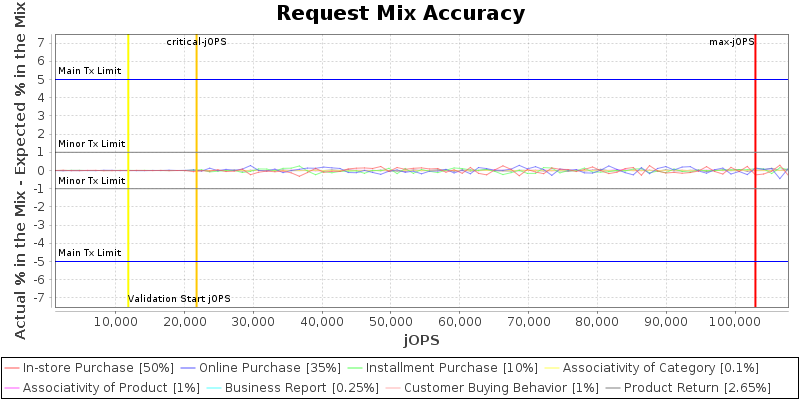 Request Mix Accuracy
Actual % in the Mix - Expected % in the Mix
7
6
5
4
3
2
1
0
-1
-2
-3
-4
-5
-6
-7
critical-jOPS
max-jOPS
Main Tx Limit
Minor Tx Limit
Minor Tx Limit
Main Tx Limit
Validation Start jOPS
10,000 20,000 30,000 40,000 50,000 60,000 70,000 80,000 90,000 100,000
jOPS
In-store Purchase [50%] Online Purchase [35%] Installment Purchase [10%] Associativity of Category [0.1%]
Associativity of Product [1%] Business Report [0.25%] Customer Buying Behavior [1%] Product Return [2.65%]